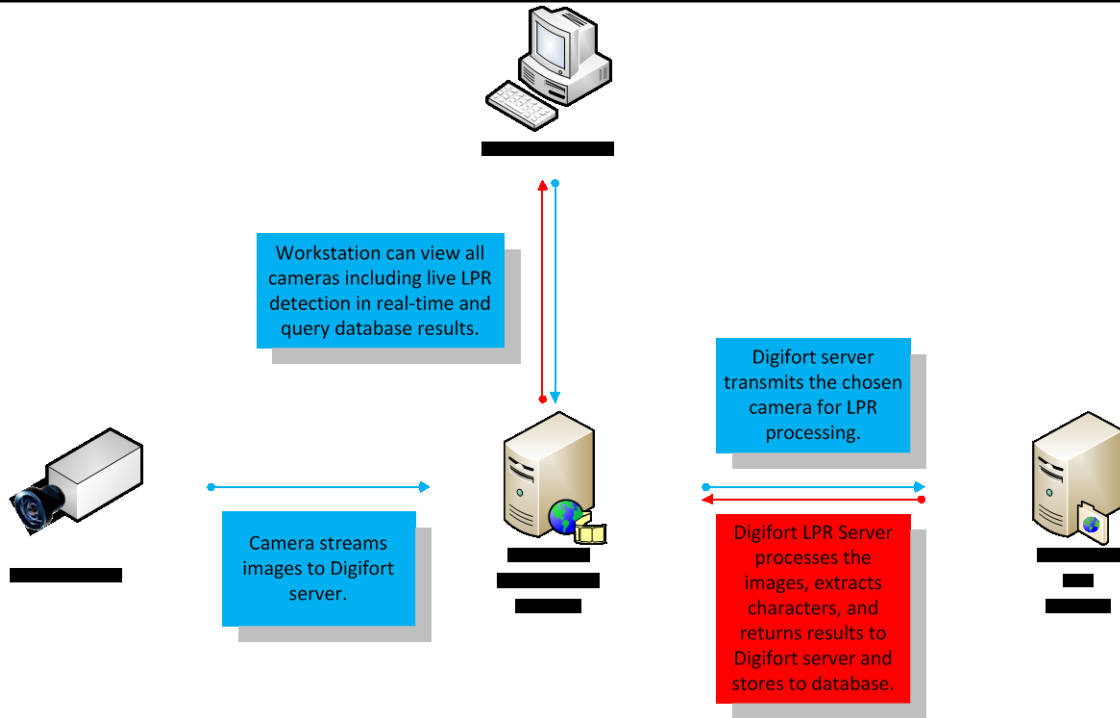 Workstation can view all
cameras including live LPR
detection in real-time and
query database results.
Digifort server
transmits the chosen
camera for LPR
processing.
Camera streams
images to Digifort
server.
Digifort LPR Server
processes the
images, extracts
characters, and
returns results to
Digifort server and
stores to database.